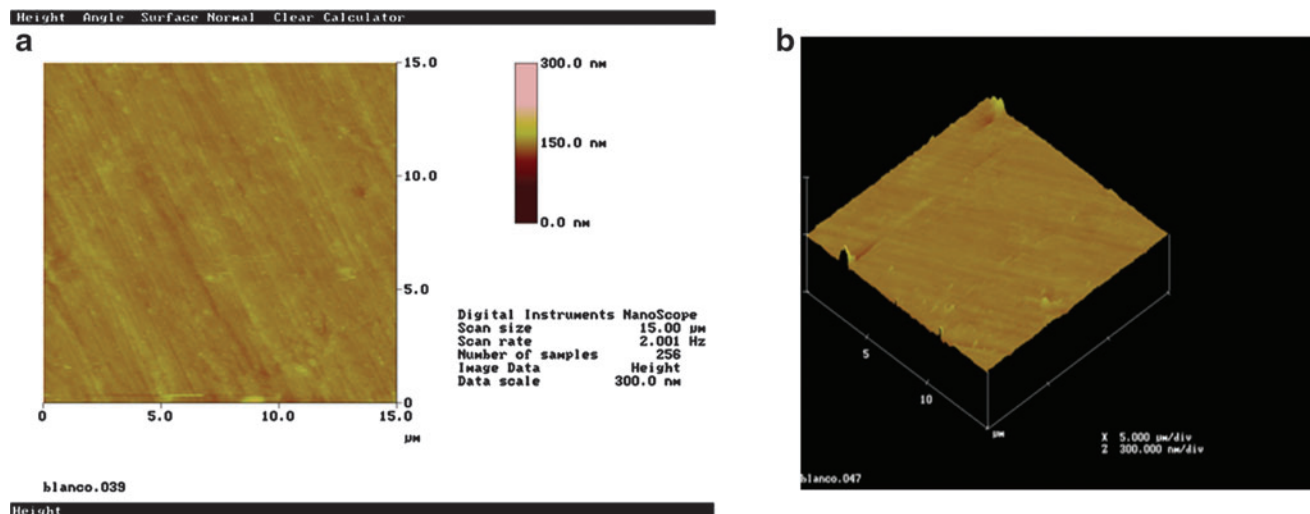 Height Angle Surface Normal Clear Calculator
a
15.0
10.0
5.0
0
0 5.0 10.0 15.0
µm
300.0 nm
150.0 nm
0.0 nm
Digital Instruments NanoScope
Scan size 15.00 µm
Scan rate 2.001 Hz
Number of samples 256
Image Data Height
Data scale 300.0 nm
blanco.039
Height
b
5
10
µm
X 5.000 µm/div
Z 300.000 nm/div
blanco.047